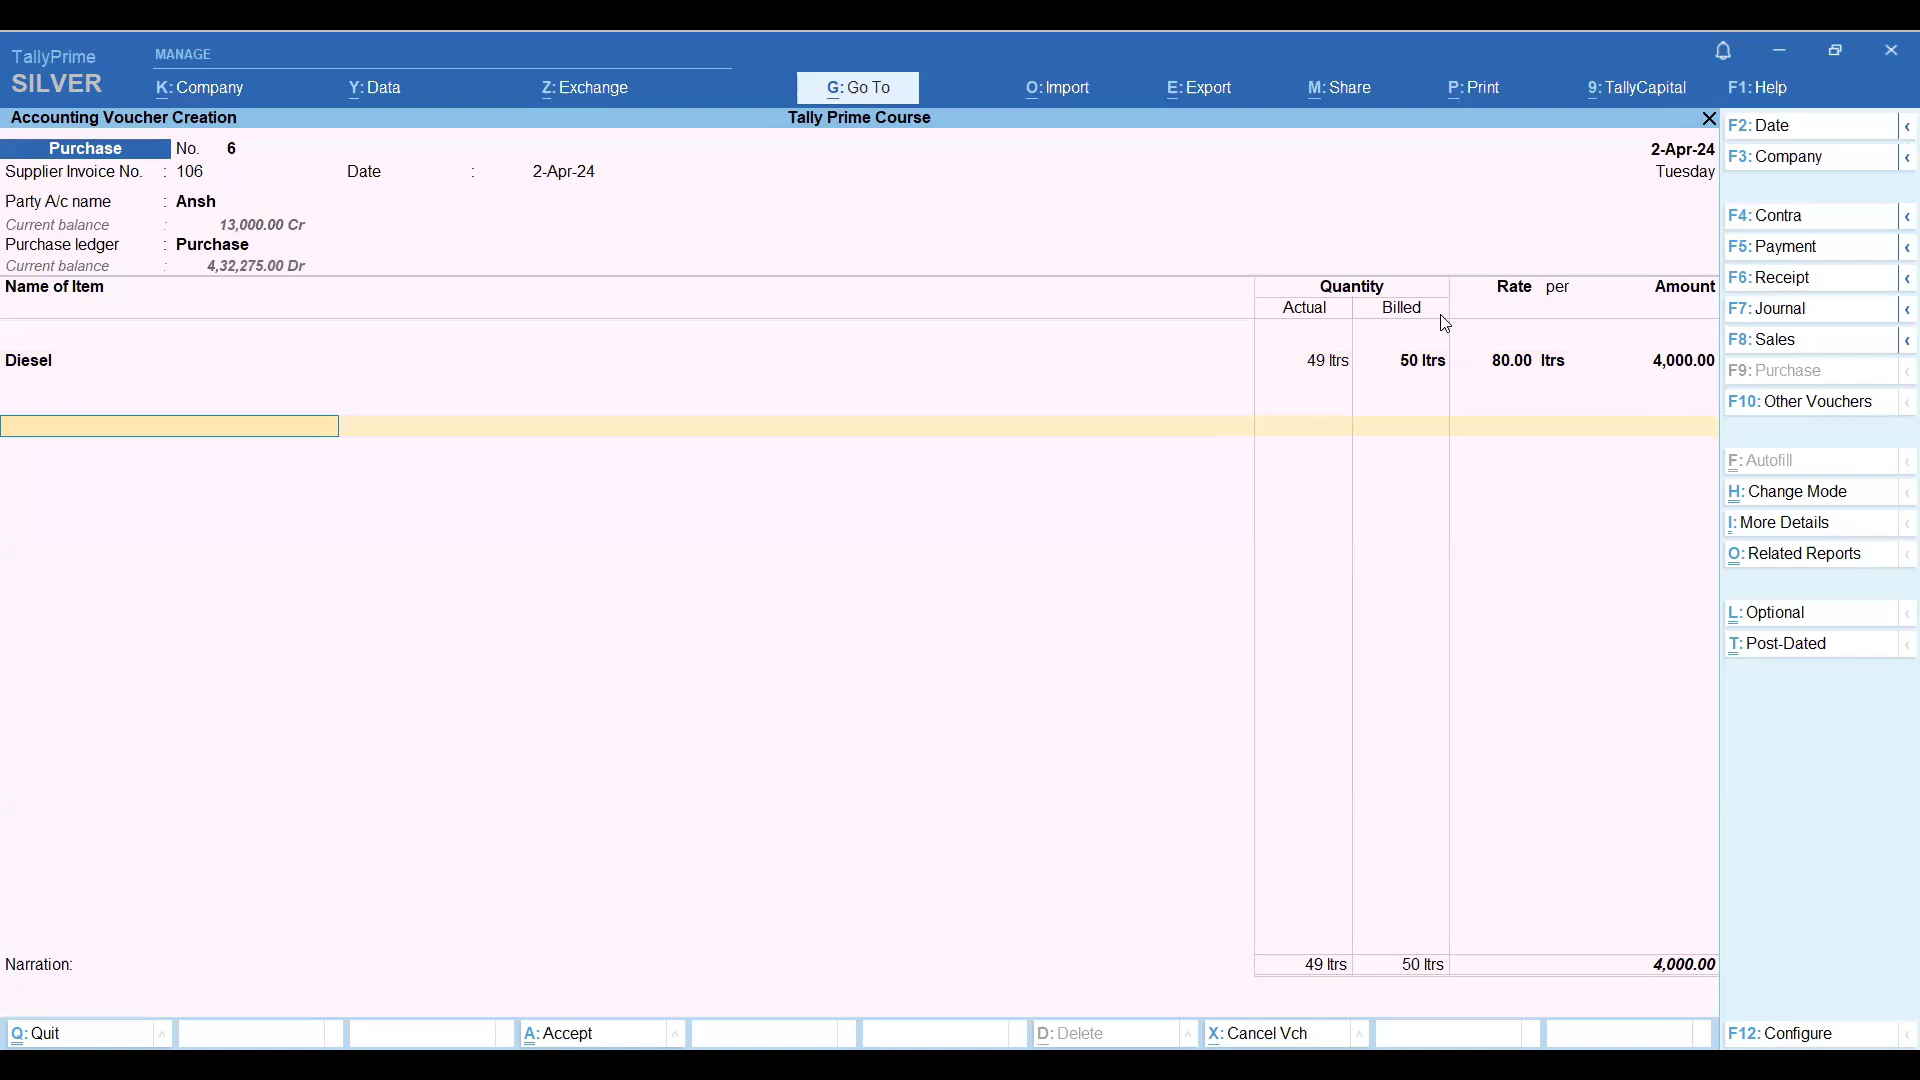 TallyPrime
SILVER
MANAGE
K: Company Y: Data Z: Exchange G: Go To O: Import E: Export M: Share P: Print 9: TallyCapital F1: Help
Accounting Voucher Creation Tally Prime Course
Purchase No. 6 2-Apr-24
Supplier Invoice No. : 106 Date : 2-Apr-24 Tuesday
Party A/c name : Ansh
Current balance : 13,000.00 Cr
Purchase ledger : Purchase
Current balance : 4,32,275.00 Dr
Name of Item Quantity Rate per Amount
Actual Billed
Diesel 49 ltrs 50 ltrs 80.00 ltrs 4,000.00
Narration: 49 ltrs 50 ltrs 4,000.00
F2: Date
F3: Company
F4: Contra
F5: Payment
F6: Receipt
F7: Journal
F8: Sales
F9: Purchase
F10: Other Vouchers
F: Autofill
H: Change Mode
I: More Details
O: Related Reports
L: Optional
T: Post-Dated
Q: Quit A: Accept D: Delete X: Cancel Vch F12: Configure